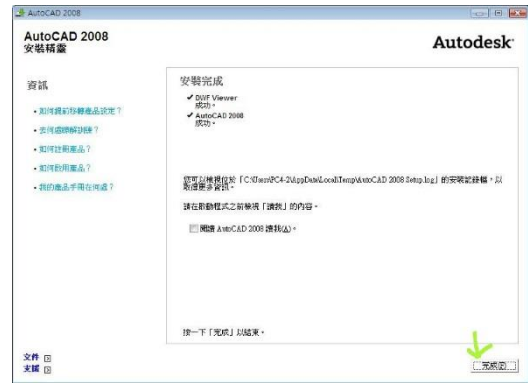 AutoCAD 2008
AutoCAD 2008
安裝精靈
Autodesk
資訊
• 如何提前移轉產品設定？
• 去何處瞭解訓練？
• 如何註冊產品？
• 如何啟用產品？
• 我的產品手冊在何處？
安裝完成
✓ DWF Viewer
成功。
✓ AutoCAD 2008
成功。
您可以檢視位於「C:\Users\PC4-2\AppData\Local\Temp\AutoCAD 2008 Setup.log」的安裝記錄檔，以
取得更多資訊。
請在啟動程式之前檢視「讀我」的內容。
閱讀 AutoCAD 2008 讀我(A)。
按一下「完成」以結束。
文件
支援
完成(F)